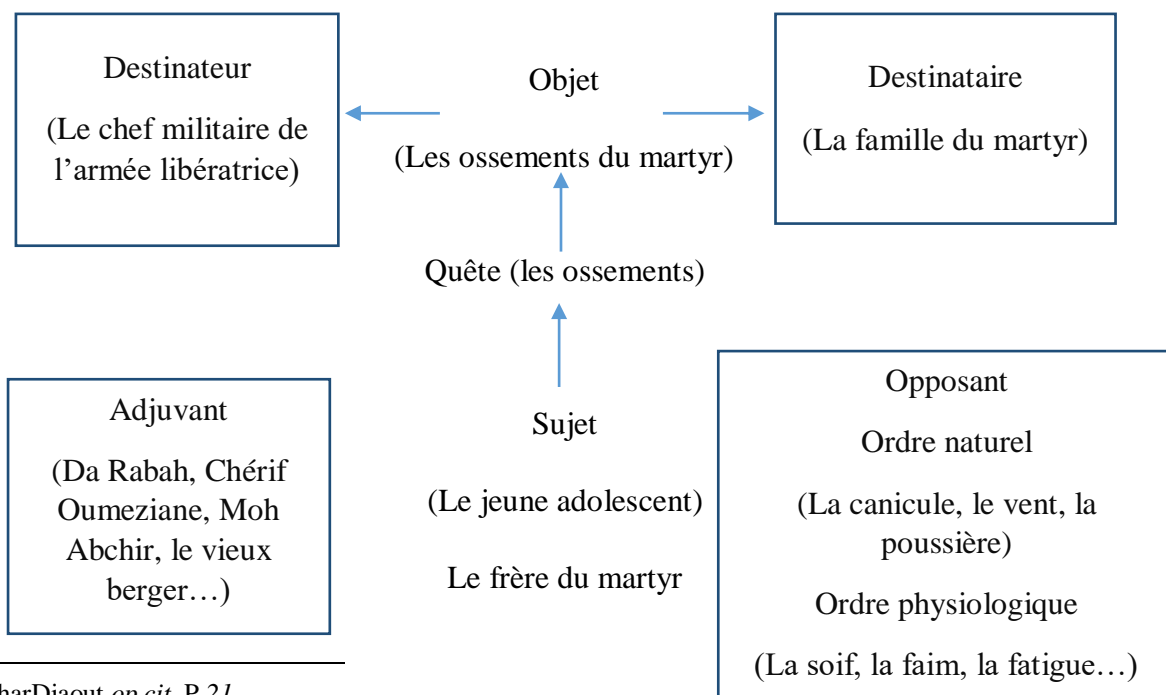 Destinateur
(Le chef militaire de
l’armée libératrice)
Objet
(Les ossements du martyr)
Destinataire
(La famille du martyr)
Quête (les ossements)
Adjuvant
(Da Rabah, Chérif
Oumeziane, Moh
Abchir, le vieux
berger…)
Sujet
(Le jeune adolescent)
Le frère du martyr
Opposant
Ordre naturel
(La canicule, le vent, la
poussière)
Ordre physiologique
(La soif, la faim, la fatigue…)